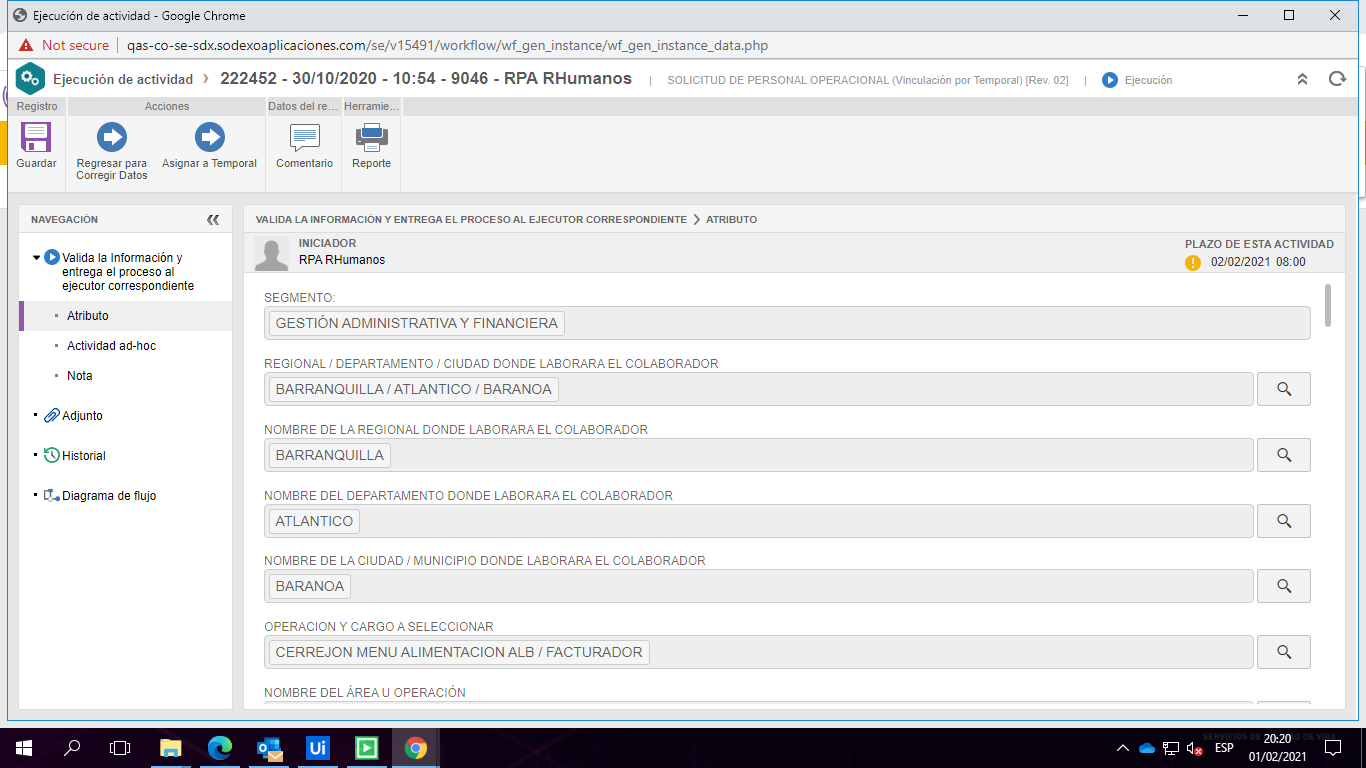 Ejecución de actividad - Google Chrome
Not secure | qas-co-se-sdx.sodexoaplicaciones.com/se/v15491/workflow/wf_gen_instance/wf_gen_instance_data.php
Ejecución de actividad › 222452 - 30/10/2020 - 10:54 - 9046 - RPA RHumanos | SOLICITUD DE PERSONAL OPERACIONAL (Vinculación por Temporal) [Rev. 02] | Ejecución
Registro Acciones Datos del re... Herramie...
Guardar
Regresar para
Corregir Datos
Asignar a Temporal
Comentario
Reporte
NAVEGACIÓN
Valida la Información y
entrega el proceso al
ejecutor correspondiente
Atributo
Actividad ad-hoc
Nota
Adjunto
Historial
Diagrama de flujo
VALIDA LA INFORMACIÓN Y ENTREGA EL PROCESO AL EJECUTOR CORRESPONDIENTE > ATRIBUTO
INICIADOR
RPA RHumanos
PLAZO DE ESTA ACTIVIDAD
02/02/2021 08:00
SEGMENTO:
GESTIÓN ADMINISTRATIVA Y FINANCIERA
REGIONAL / DEPARTAMENTO / CIUDAD DONDE LABORARA EL COLABORADOR
BARRANQUILLA / ATLANTICO / BARANOA
NOMBRE DE LA REGIONAL DONDE LABORARA EL COLABORADOR
BARRANQUILLA
NOMBRE DEL DEPARTAMENTO DONDE LABORARA EL COLABORADOR
ATLANTICO
NOMBRE DE LA CIUDAD / MUNICIPIO DONDE LABORARA EL COLABORADOR
BARANOA
OPERACION Y CARGO A SELECCIONAR
CERREJON MENU ALIMENTACION ALB / FACTURADOR
NOMBRE DEL ÁREA U OPERACIÓN
Ui
ESP
20:20
01/02/2021